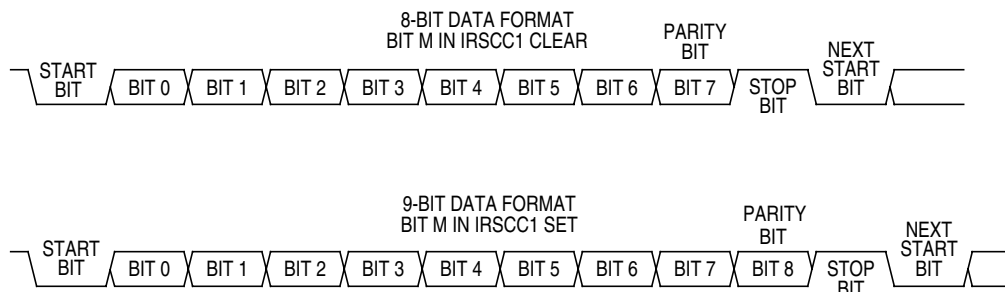 8-BIT DATA FORMAT
BIT M IN IRSCC1 CLEAR
PARITY
BIT
START
BIT
BIT 0
BIT 1
BIT 2
BIT 3
BIT 4
BIT 5
BIT 6
BIT 7
STOP
BIT
NEXT
START
BIT
9-BIT DATA FORMAT
BIT M IN IRSCC1 SET
PARITY
BIT
START
BIT
BIT 0
BIT 1
BIT 2
BIT 3
BIT 4
BIT 5
BIT 6
BIT 7
BIT 8
STOP
BIT
NEXT
START
BIT